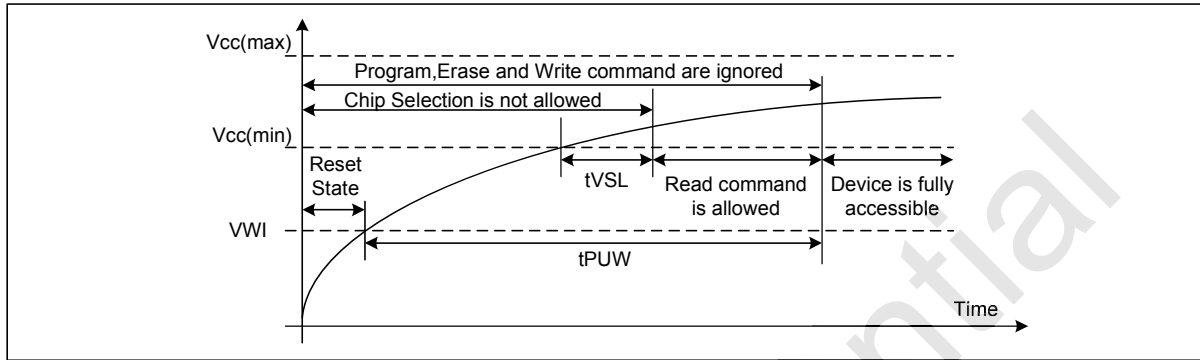 Vcc(max)
Program,Erase and Write command are ignored
Chip Selection is not allowed
Vcc(min)
Reset
State
tVSL
Read command
is allowed
Device is fully
accessible
VWI
tPUW
Time
ential